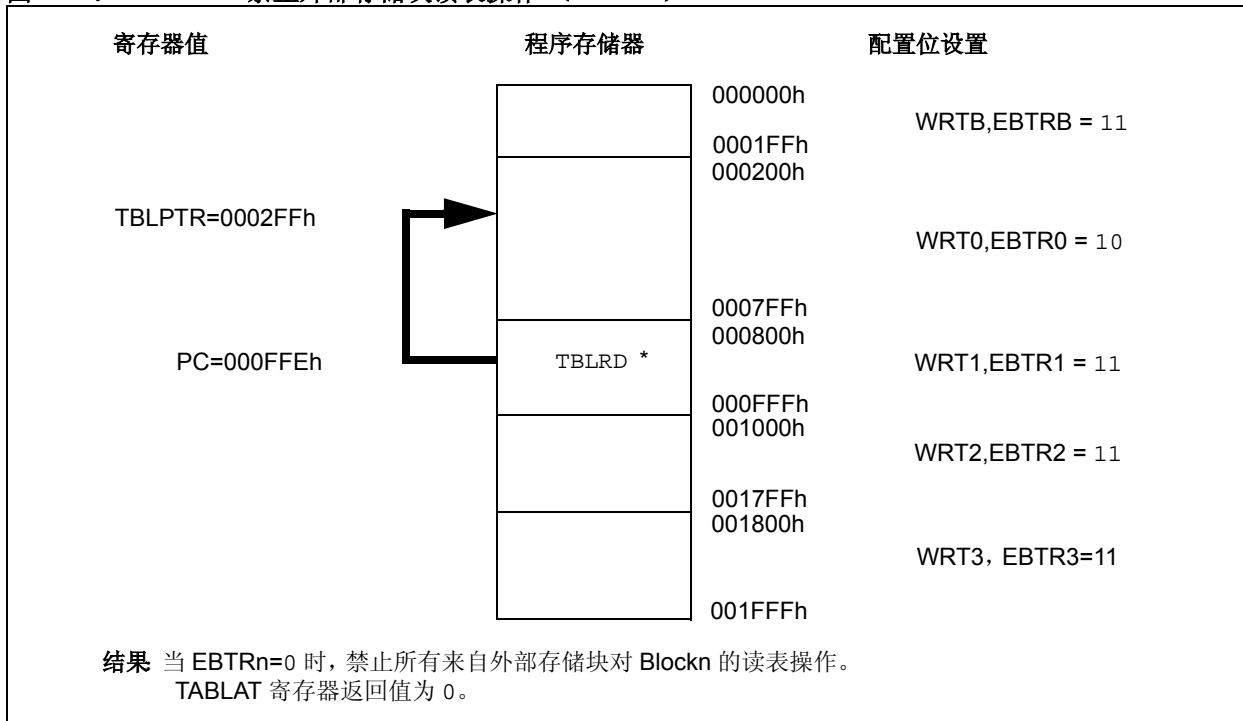 寄存器值 程序存储器 配置位设置
000000h
WRTB,EBTRB = 11
0001FFh
000200h
TBLPTR=0002FFh
WRT0,EBTR0 = 10
0007FFh
000800h
PC=000FFEh TBLRD * WRT1,EBTR1 = 11
000FFFh
001000h
WRT2,EBTR2 = 11
0017FFh
001800h
WRT3，EBTR3=11
001FFFh
结果 当 EBTRn=0 时，禁止所有来自外部存储块对 Blockn 的读表操作。
TABLAT 寄存器返回值为 0。